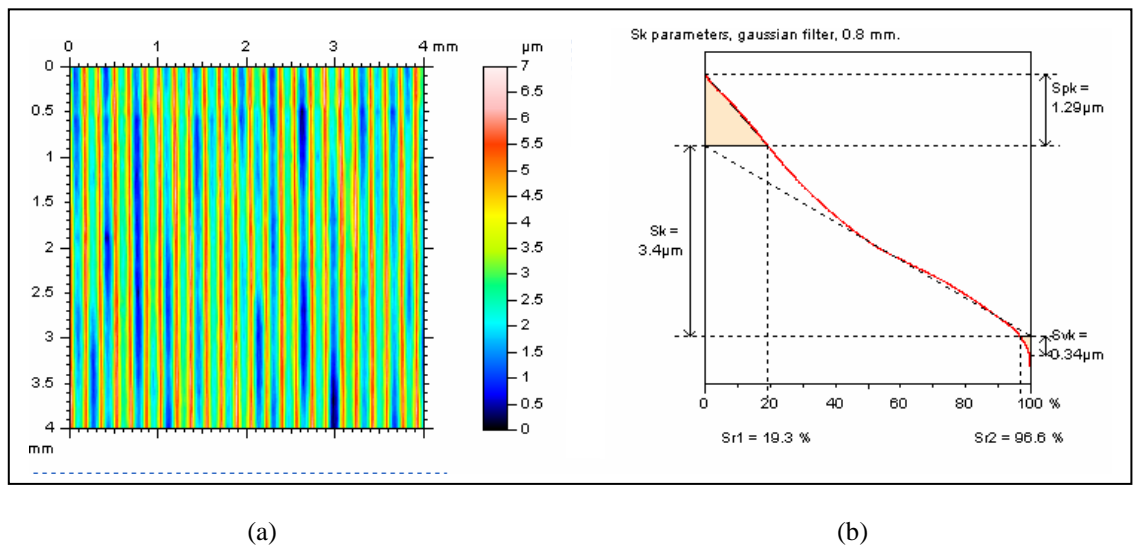 0 1 2 3 4 mm
0
0.5
1
1.5
2
2.5
3
3.5
4
mm
µm
7
6.5
6
5.5
5
4.5
4
3.5
3
2.5
2
1.5
1
0.5
0
Sk parameters, gaussian filter, 0.8 mm.
Spk =
1.29µm
Sk =
3.4µm
Svk =
0.34µm
0 20 40 60 80 100 %
Sr1 = 19.3 % Sr2 = 96.6 %
(a) (b)